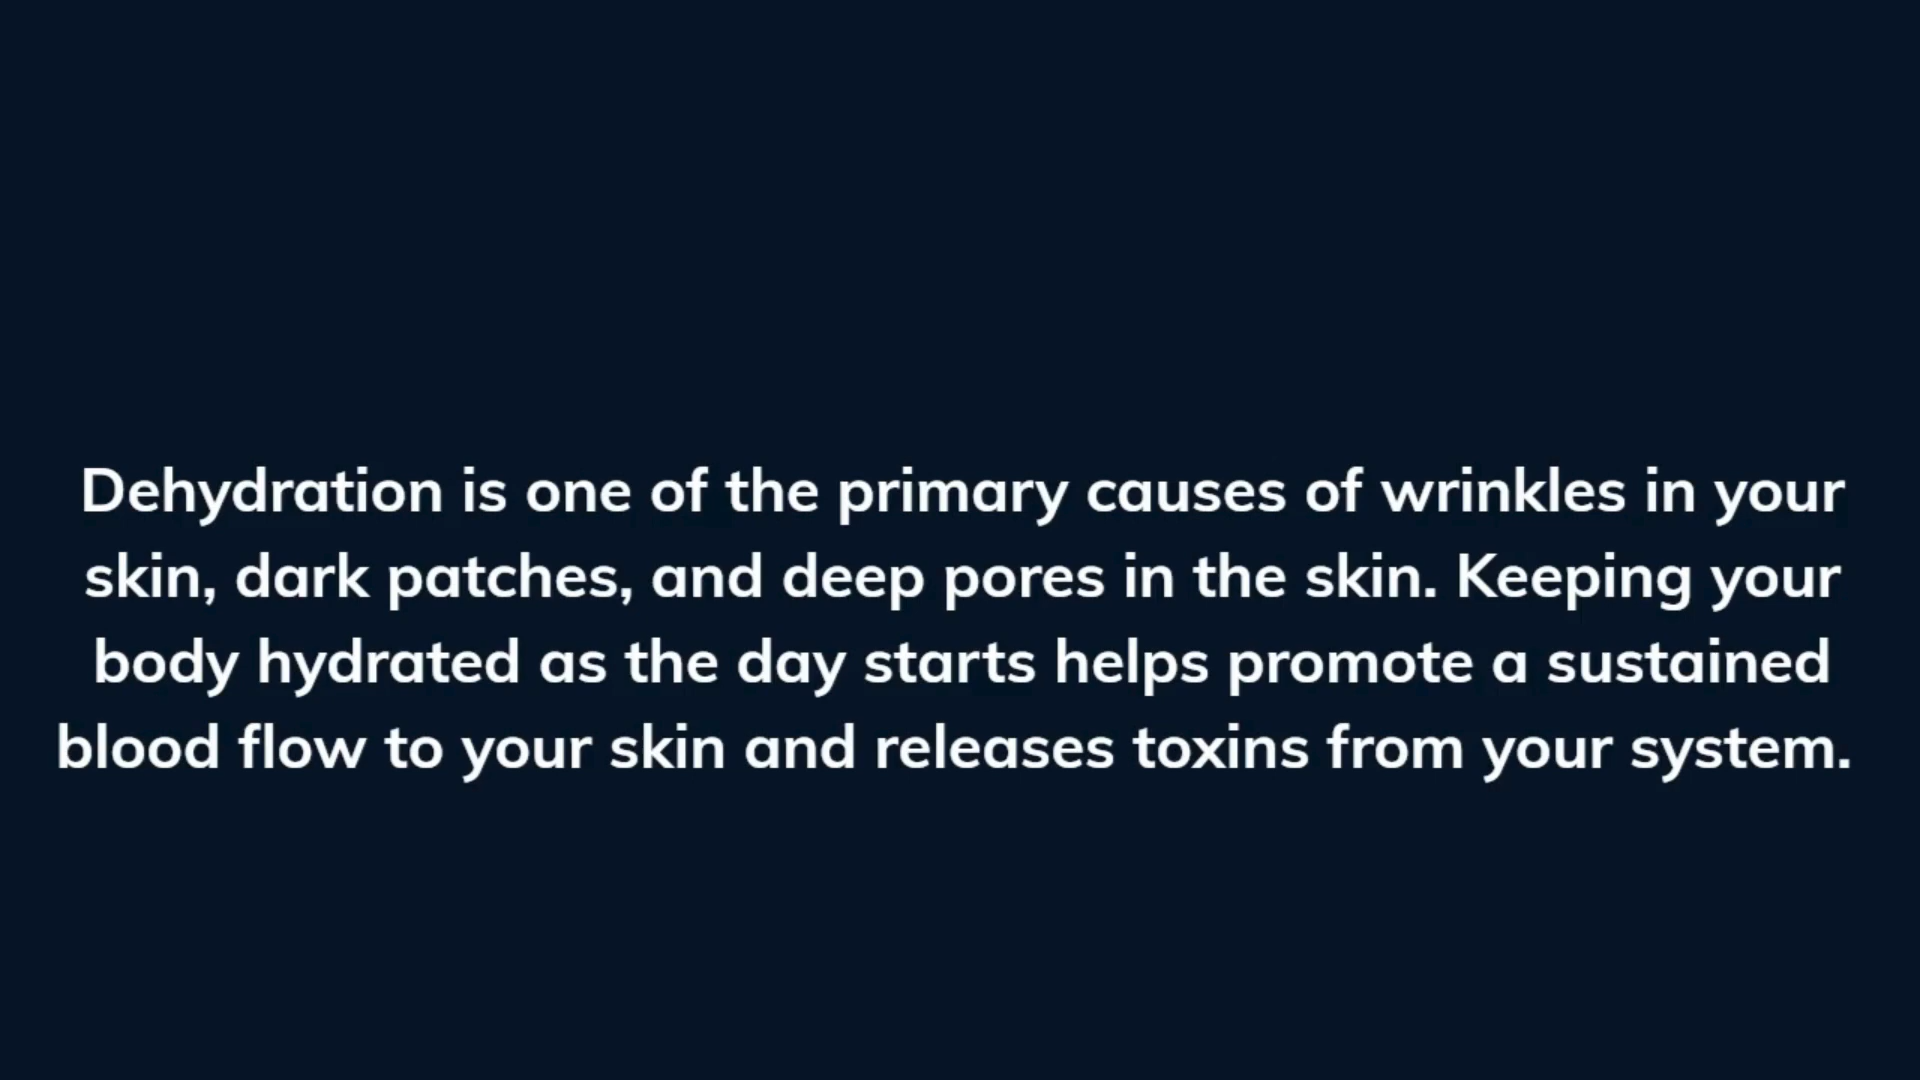 Dehydration is one of the primary causes of wrinkles in your
skin, dark patches, and deep pores in the skin. Keeping your
body hydrated as the day starts helps promote a sustained
blood flow to your skin and releases toxins from your system.